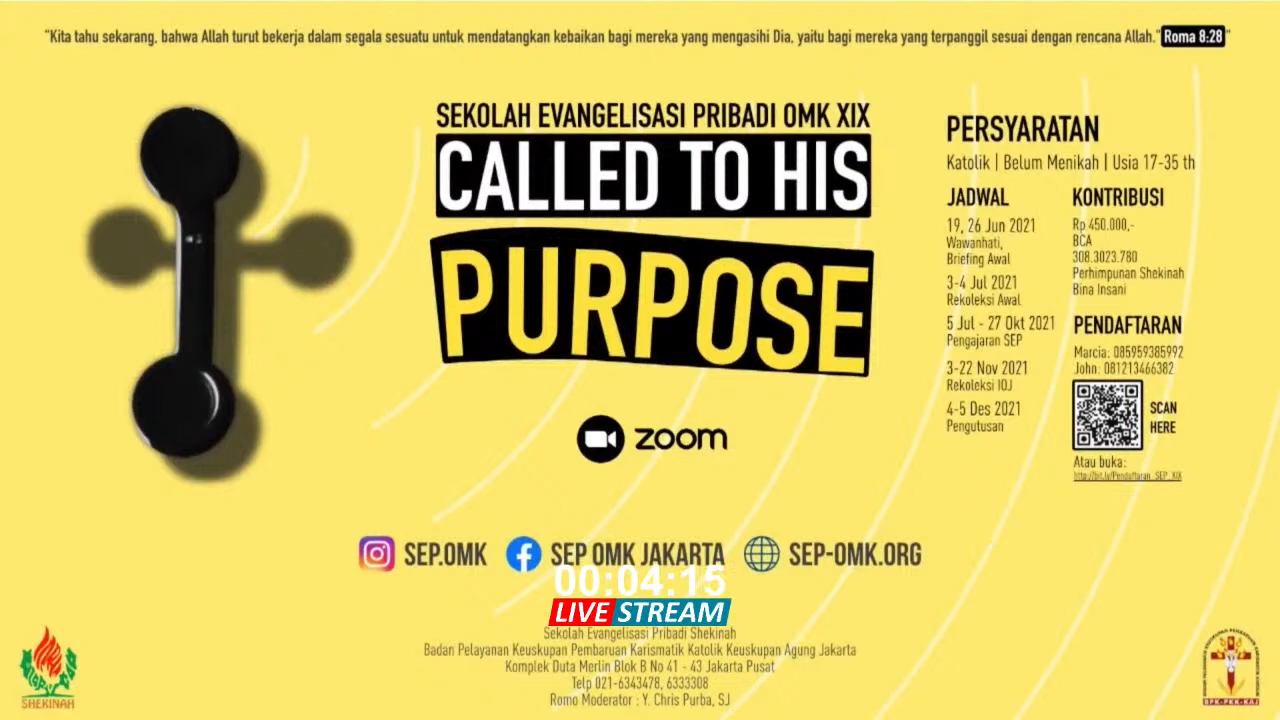 "Kita tahu sekarang, bahwa Allah turut bekerja dalam segala sesuatu untuk mendatangkan kebaikan bagi mereka yang mengasihi Dia, yaitu bagi mereka yang terpanggil sesuai dengan rencana Allah." Roma 8:28"
SEKOLAH EVANGELISASI PRIBADI OMK XIX
CALLED TO HIS
PURPOSE
zoom
PERSYARATAN
Katolik | Belum Menikah | Usia 17-35 th
JADWAL
19, 26 Jun 2021
Wawanhati,
Briefing Awal
3-4 Jul 2021
Rekoleksi Awal
5 Jul - 27 Okt 2021
Pengajaran SEP
3-22 Nov 2021
Rekoleksi IOJ
4-5 Des 2021
Pengutusan
KONTRIBUSI
Rp 450.000,-
BCA
308.3023.780
Perhimpunan Shekinah
Bina Insani
PENDAFTARAN
Marcia: 085959385992
John: 081213466382
SCAN
HERE
Atau buka:
http://bit.ly/Pendaftaran_SEP_XIX
SEP.OMK
SEP OMK JAKARTA
SEP-OMK.ORG
00:04:15
LIVE STREAM
Sekolah Evangelisasi Pribadi Shekinah
Badan Pelayanan Keuskupan Pembaruan Karismatik Katolik Keuskupan Agung Jakarta
Komplek Duta Merlin Blok B No 41 - 43 Jakarta Pusat
Telp 021-6343478, 6333308
Romo Moderator : Y. Chris Purba, SJ
SHEKINAH
BPK-PKK-KAJ